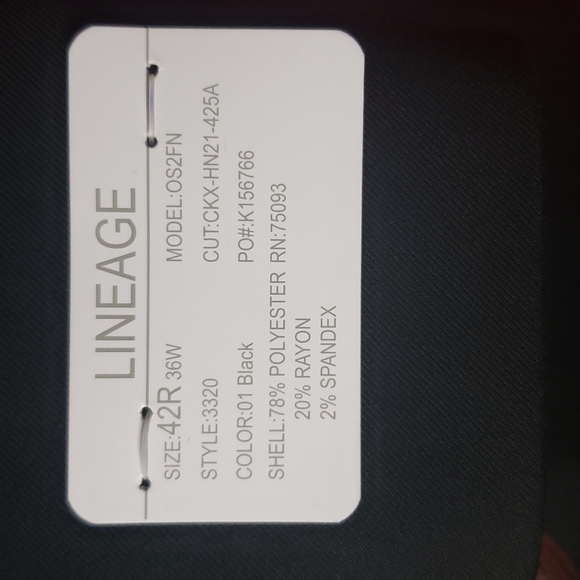 LINEAGE
SIZE:42R 36W MODEL:OS2FN
STYLE:3320 CUT:CKX-HN21-425A
COLOR:01 Black PO#:K156766
SHELL:78% POLYESTER RN:75093
20% RAYON
2% SPANDEX